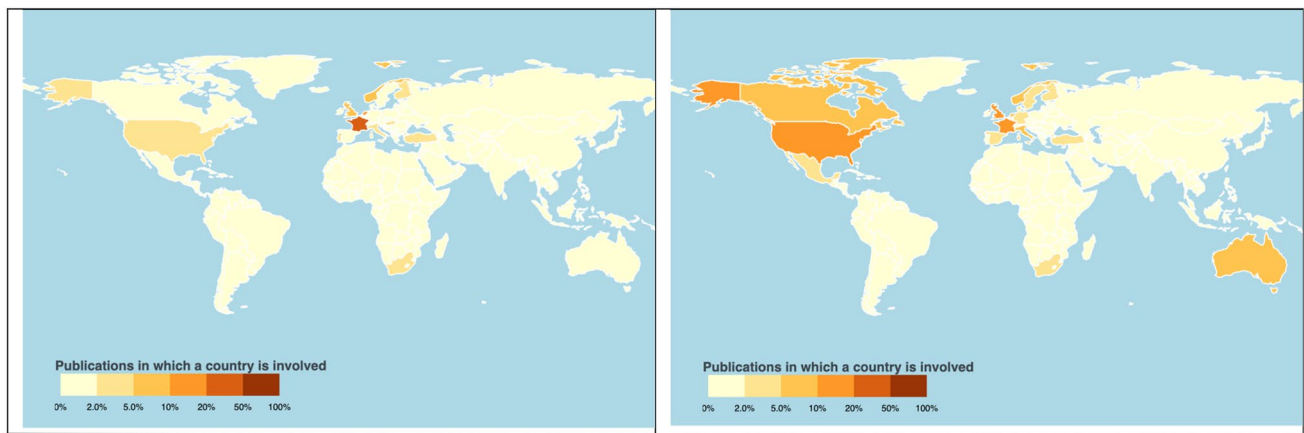 Publications in which a country is involved
0% 2.0% 5.0% 10% 20% 50% 100%
Publications in which a country is involved
0% 2.0% 5.0% 10% 20% 50% 100%